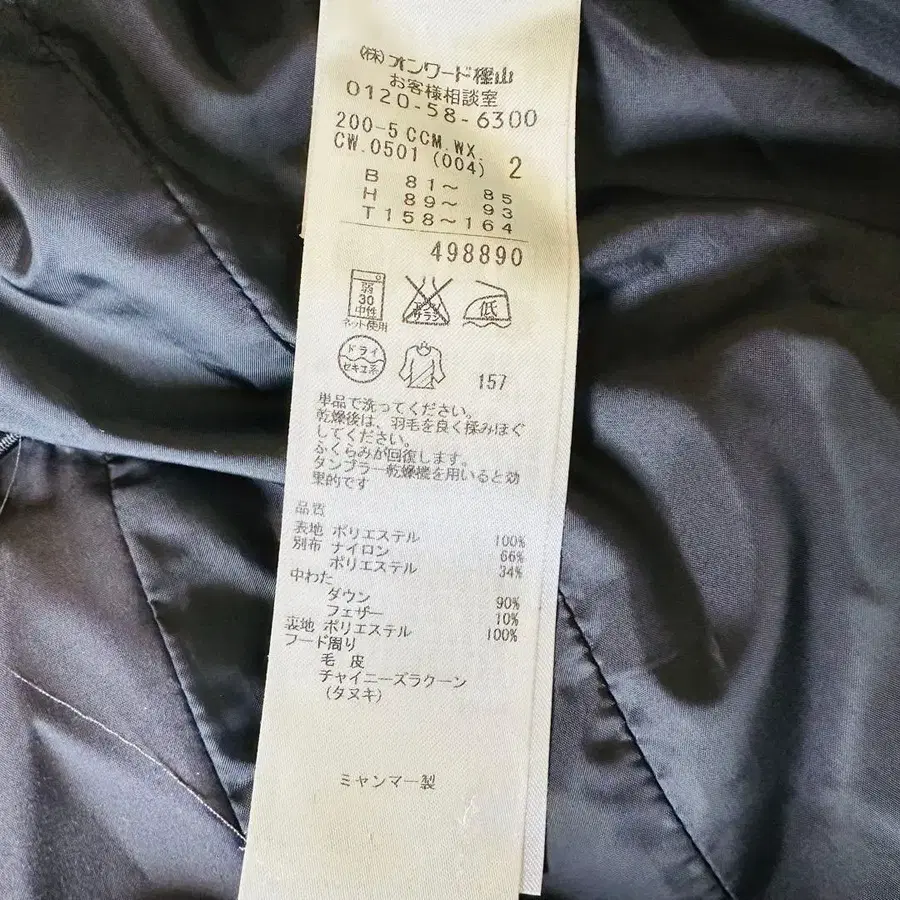 (株)オンワード樫山
お客様相談室
0120-58-6300
200-5 CCM.WX.
CW.0501 (004) 2
B 81~ 85
H 89~ 93
T158~164
498890
弱
30
中性
ネット使用
エンソ
サラシ
低
ドライ
セキユ系
157
単品で洗ってください。
乾燥後は、羽毛を良く揉みほぐ
してください。
ふくらみが回復します。
タンブラー乾燥機を用いると効
果的です
品質
表地 ポリエステル 100%
別布 ナイロン 66%
ポリエステル 34%
中わた
ダウン 90%
フェザー 10%
裏地 ポリエステル 100%
フード周り
毛 皮
チャイニーズラクーン
(タヌキ)
ミャンマー製